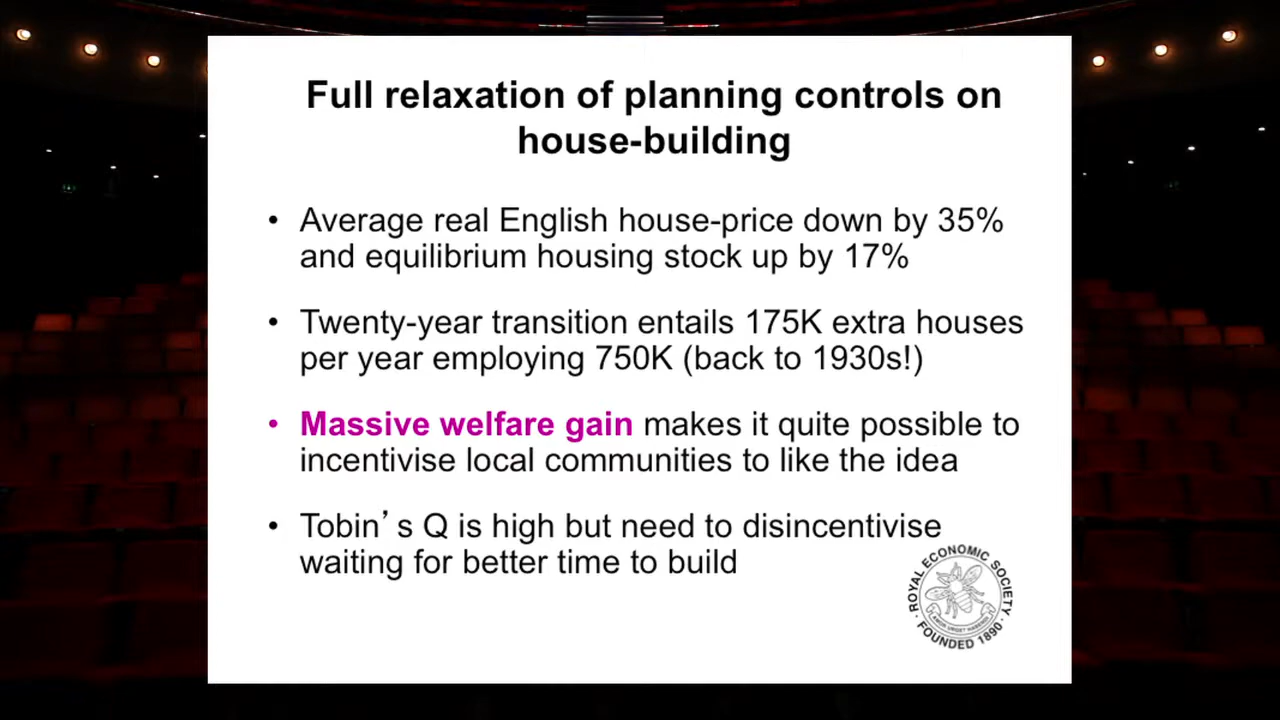 Full relaxation of planning controls on
house-building
• Average real English house-price down by 35%
and equilibrium housing stock up by 17%
• Twenty-year transition entails 175K extra houses
per year employing 750K (back to 1930s!)
• Massive welfare gain makes it quite possible to
incentivise local communities to like the idea
• Tobin’s Q is high but need to disincentivise
waiting for better time to build
ROYAL ECONOMIC SOCIETY
· FOUNDED 1890 ·